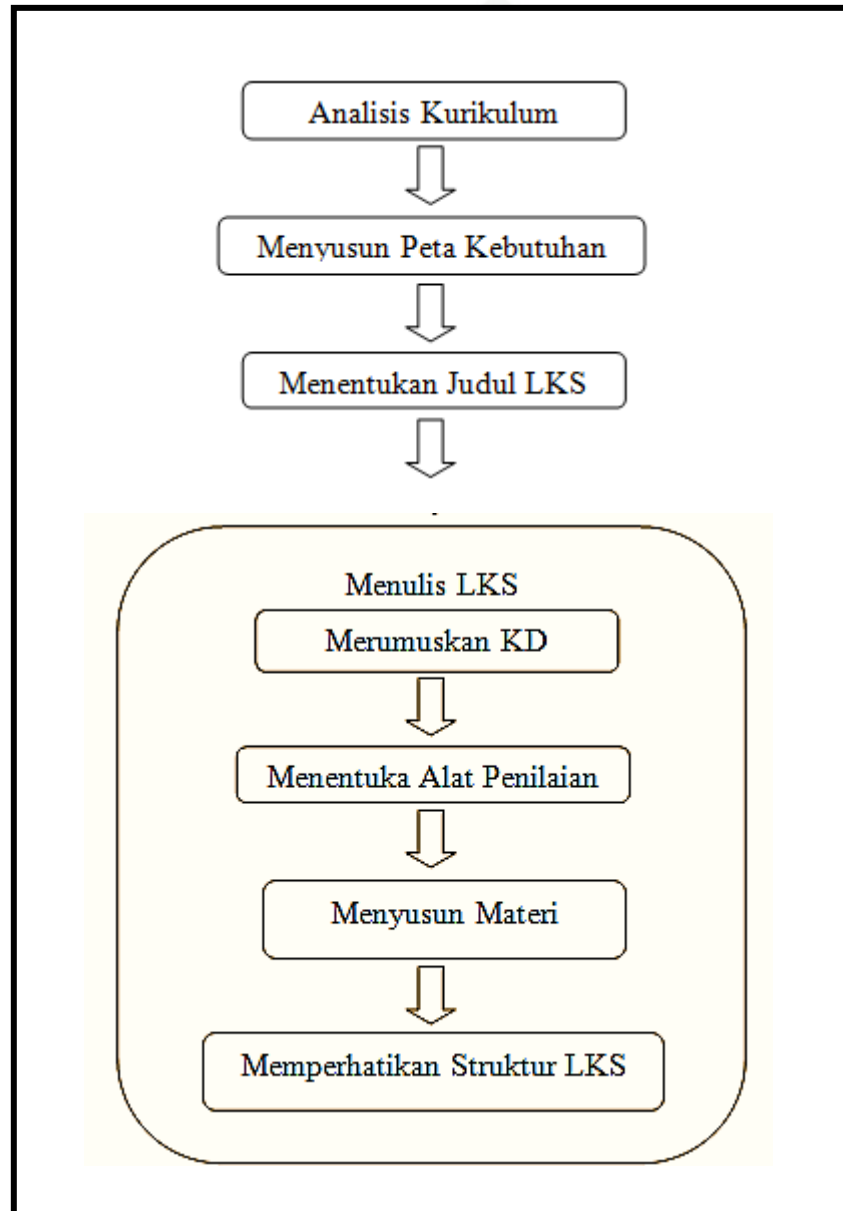 Analisis Kurikulum
Menyusun Peta Kebutuhan
Menentukan Judul LKS
Menulis LKS
Merumuskan KD
Menentuka Alat Penilaian
Menyusun Materi
Memperhatikan Struktur LKS